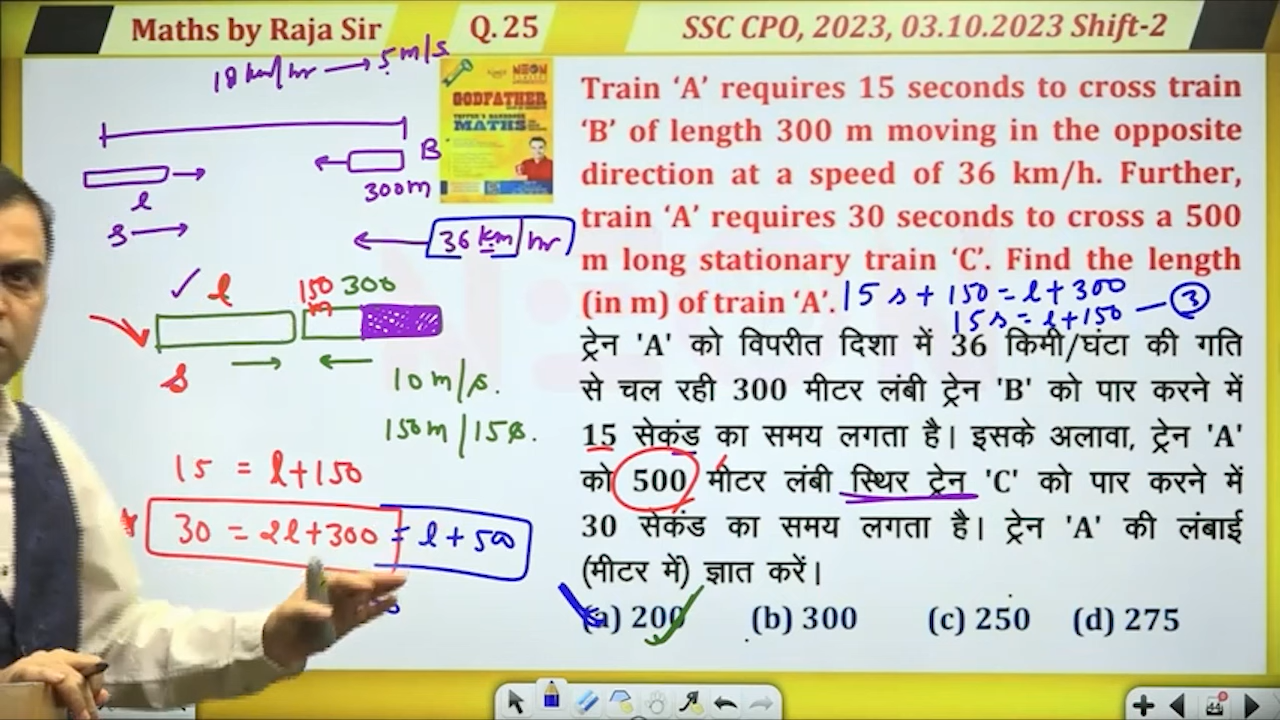 Maths by Raja Sir
Q. 25
SSC CPO, 2023, 03.10.2023 Shift-2
18 km/hr → 5 m/s
B
l
300m
s →
36 km/hr
GODFATHER
MATHS
NEON
Train ‘A’ requires 15 seconds to cross train
‘B’ of length 300 m moving in the opposite
direction at a speed of 36 km/h. Further,
train ‘A’ requires 30 seconds to cross a 500
m long stationary train ‘C’. Find the length
(in m) of train ‘A’.
15 s + 150 = l + 300
15 s = l + 150 — 3
✓ l
150 300
m
s
10 m/s.
150m/15s.
15 = l+150
30 = 2l+300 = l + 500
ट्रेन 'A' को विपरीत दिशा में 36 किमी/घंटा की गति
से चल रही 300 मीटर लंबी ट्रेन 'B' को पार करने में
15 सेकंड का समय लगता है। इसके अलावा, ट्रेन 'A'
को 500 मीटर लंबी स्थिर ट्रेन 'C' को पार करने में
30 सेकंड का समय लगता है। ट्रेन 'A' की लंबाई
(मीटर में) ज्ञात करें।
(a) 200 (b) 300 (c) 250 (d) 275
44